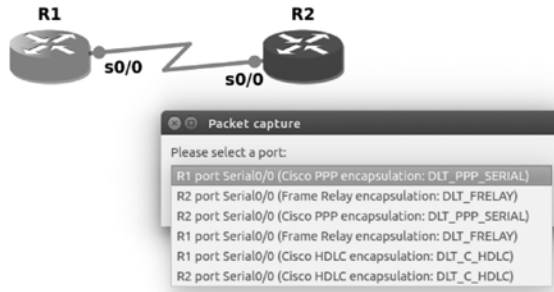 R1
R2
s0/0
s0/0
Packet capture
Please select a port:
R1 port Serial0/0 (Cisco PPP encapsulation: DLT_PPP_SERIAL)
R2 port Serial0/0 (Frame Relay encapsulation: DLT_FRELAY)
R2 port Serial0/0 (Cisco PPP encapsulation: DLT_PPP_SERIAL)
R1 port Serial0/0 (Frame Relay encapsulation: DLT_FRELAY)
R1 port Serial0/0 (Cisco HDLC encapsulation: DLT_C_HDLC)
R2 port Serial0/0 (Cisco HDLC encapsulation: DLT_C_HDLC)